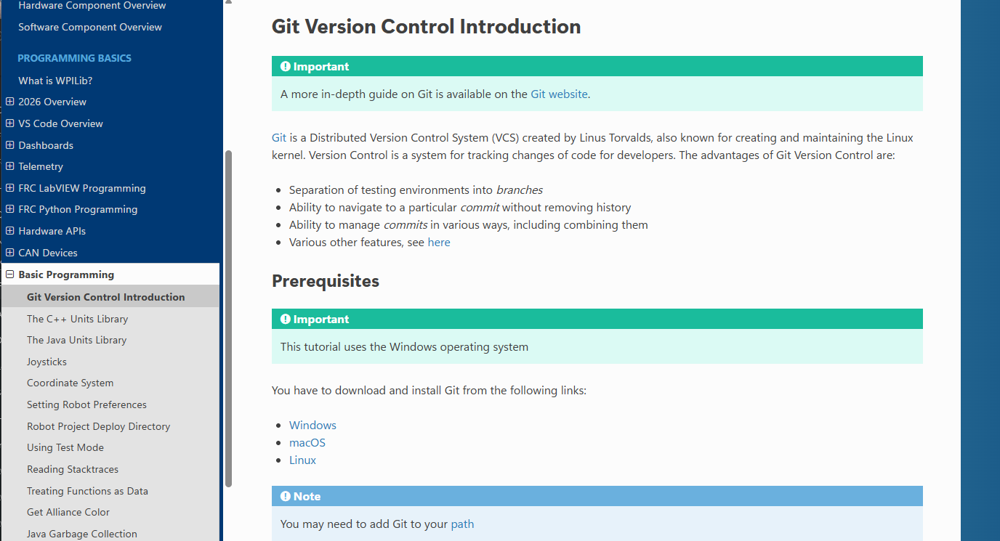 Hardware Component Overview
Software Component Overview
PROGRAMMING BASICS
What is WPILib?
2026 Overview
VS Code Overview
Dashboards
Telemetry
FRC LabVIEW Programming
FRC Python Programming
Hardware APIs
CAN Devices
Basic Programming
Git Version Control Introduction
The C++ Units Library
The Java Units Library
Joysticks
Coordinate System
Setting Robot Preferences
Robot Project Deploy Directory
Using Test Mode
Reading Stacktraces
Treating Functions as Data
Get Alliance Color
Java Garbage Collection
Git Version Control Introduction
Important
A more in-depth guide on Git is available on the Git website.
Git is a Distributed Version Control System (VCS) created by Linus Torvalds, also known for creating and maintaining the Linux
kernel. Version Control is a system for tracking changes of code for developers. The advantages of Git Version Control are:
Separation of testing environments into branches
Ability to navigate to a particular commit without removing history
Ability to manage commits in various ways, including combining them
Various other features, see here
Prerequisites
Important
This tutorial uses the Windows operating system
You have to download and install Git from the following links:
Windows
macOS
Linux
Note
You may need to add Git to your path